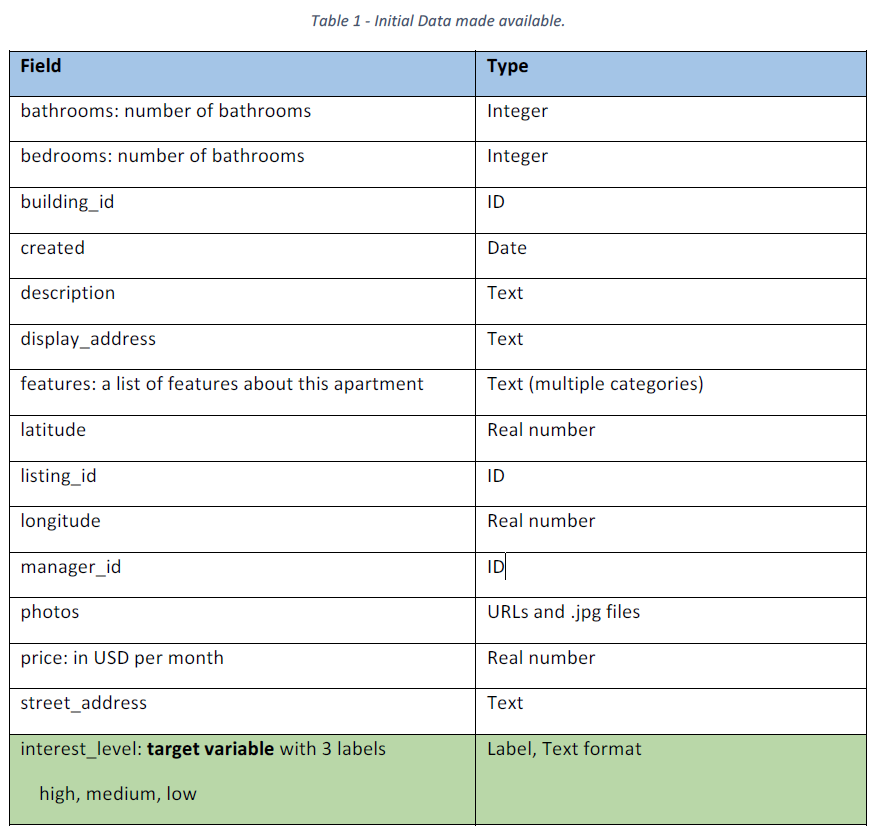 Table 1 - Initial Data made available.
Field Type
bathrooms: number of bathrooms Integer
bedrooms: number of bathrooms Integer
building_id ID
created Date
description Text
display_address Text
features: a list of features about this apartment Text (multiple categories)
latitude Real number
listing_id ID
longitude Real number
manager_id ID
photos URLs and .jpg files
price: in USD per month Real number
street_address Text
interest_level: target variable with 3 labels Label, Text format
high, medium, low